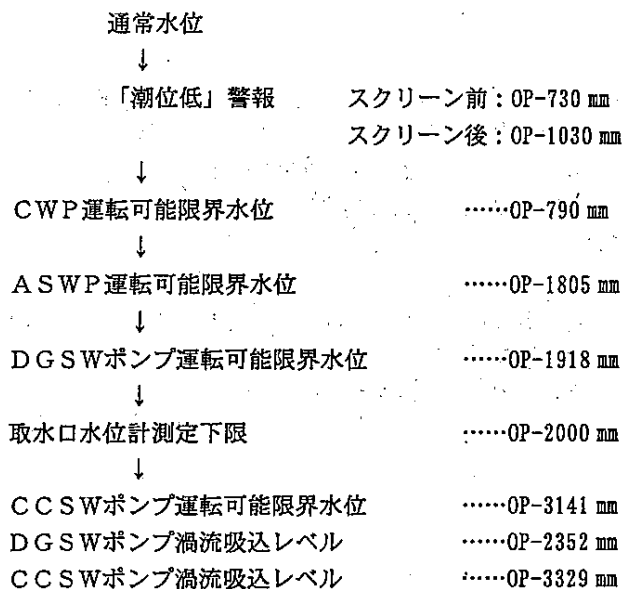 通常水位
↓
「潮位低」警報 スクリーン前：OP-730 mm
スクリーン後：OP-1030 mm
↓
CWP運転可能限界水位 ……OP-790 mm
↓
ASWP運転可能限界水位 ……OP-1805 mm
↓
DGSWポンプ運転可能限界水位 ……OP-1918 mm
↓
取水口水位計測定下限 ……OP-2000 mm
↓
CCSWポンプ運転可能限界水位 ……OP-3141 mm
DGSWポンプ渦流吸込レベル ……OP-2352 mm
CCSWポンプ渦流吸込レベル ……OP-3329 mm